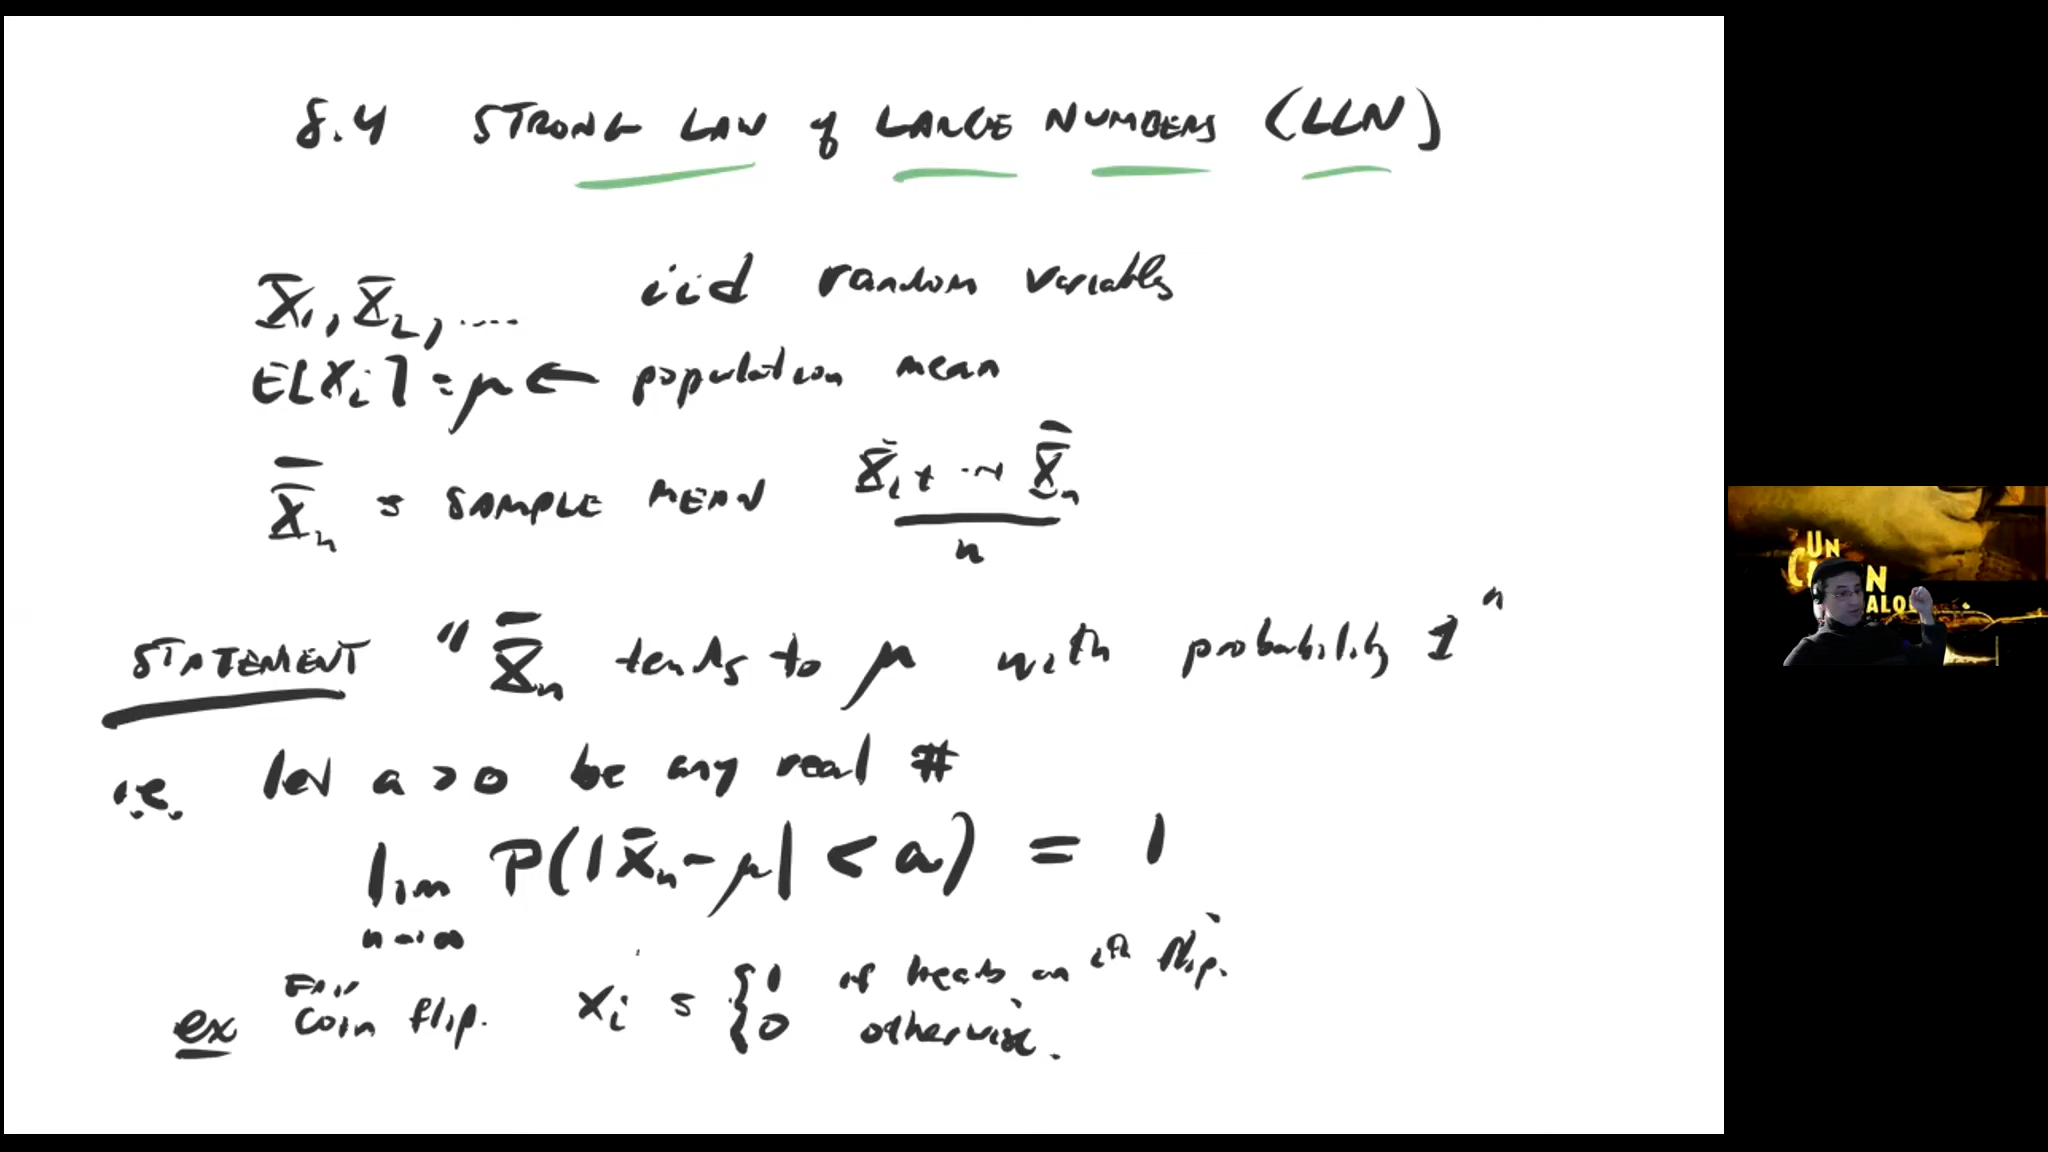 8.4 STRONG LAW of LARGE NUMBERS (LLN)
X₁, X₂, .... iid random variables
E[Xᵢ] = μ ← population mean
X̄ₙ = SAMPLE MEAN
X₁ + ... X̄ₙ
n
STATEMENT "X̄ₙ tends to μ with probability 1"
i.e. let a > 0 be any real #
lim P(|X̄ₙ - μ| < a) = 1
n→∞
ex Fair coin flip. Xᵢ = {1 if heads on iᵗʰ flip.
0 otherwise.
UN
N